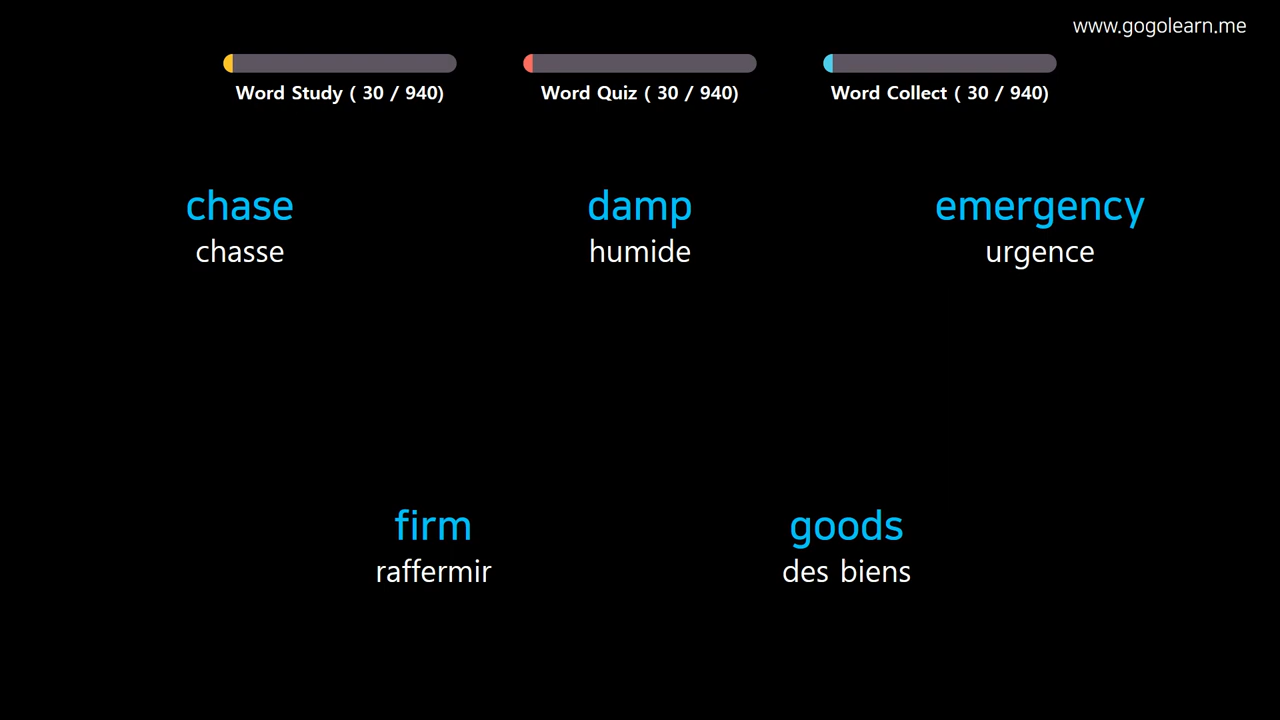 www.gogolearn.me
Word Study ( 30 / 940)
Word Quiz ( 30 / 940)
Word Collect ( 30 / 940)
chase
chasse
damp
humide
emergency
urgence
firm
raffermir
goods
des biens